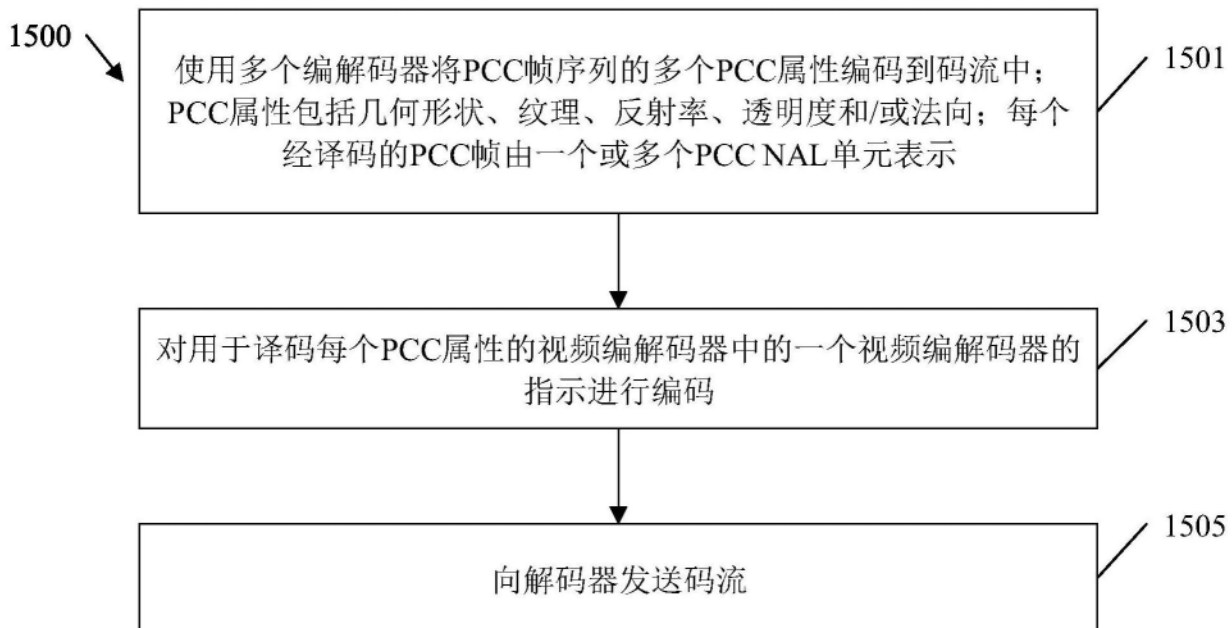 1500
使用多个编解码器将PCC帧序列的多个PCC属性编码到码流中；
PCC属性包括几何形状、纹理、反射率、透明度和/或法向；每个
经译码的PCC帧由一个或多个PCC NAL单元表示
1501
对用于译码每个PCC属性的视频编解码器中的一个视频编解码器的
指示进行编码
1503
向解码器发送码流
1505